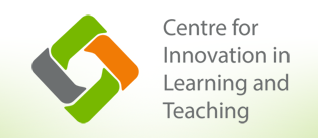 Centre for
Innovation in
Learning and
Teaching